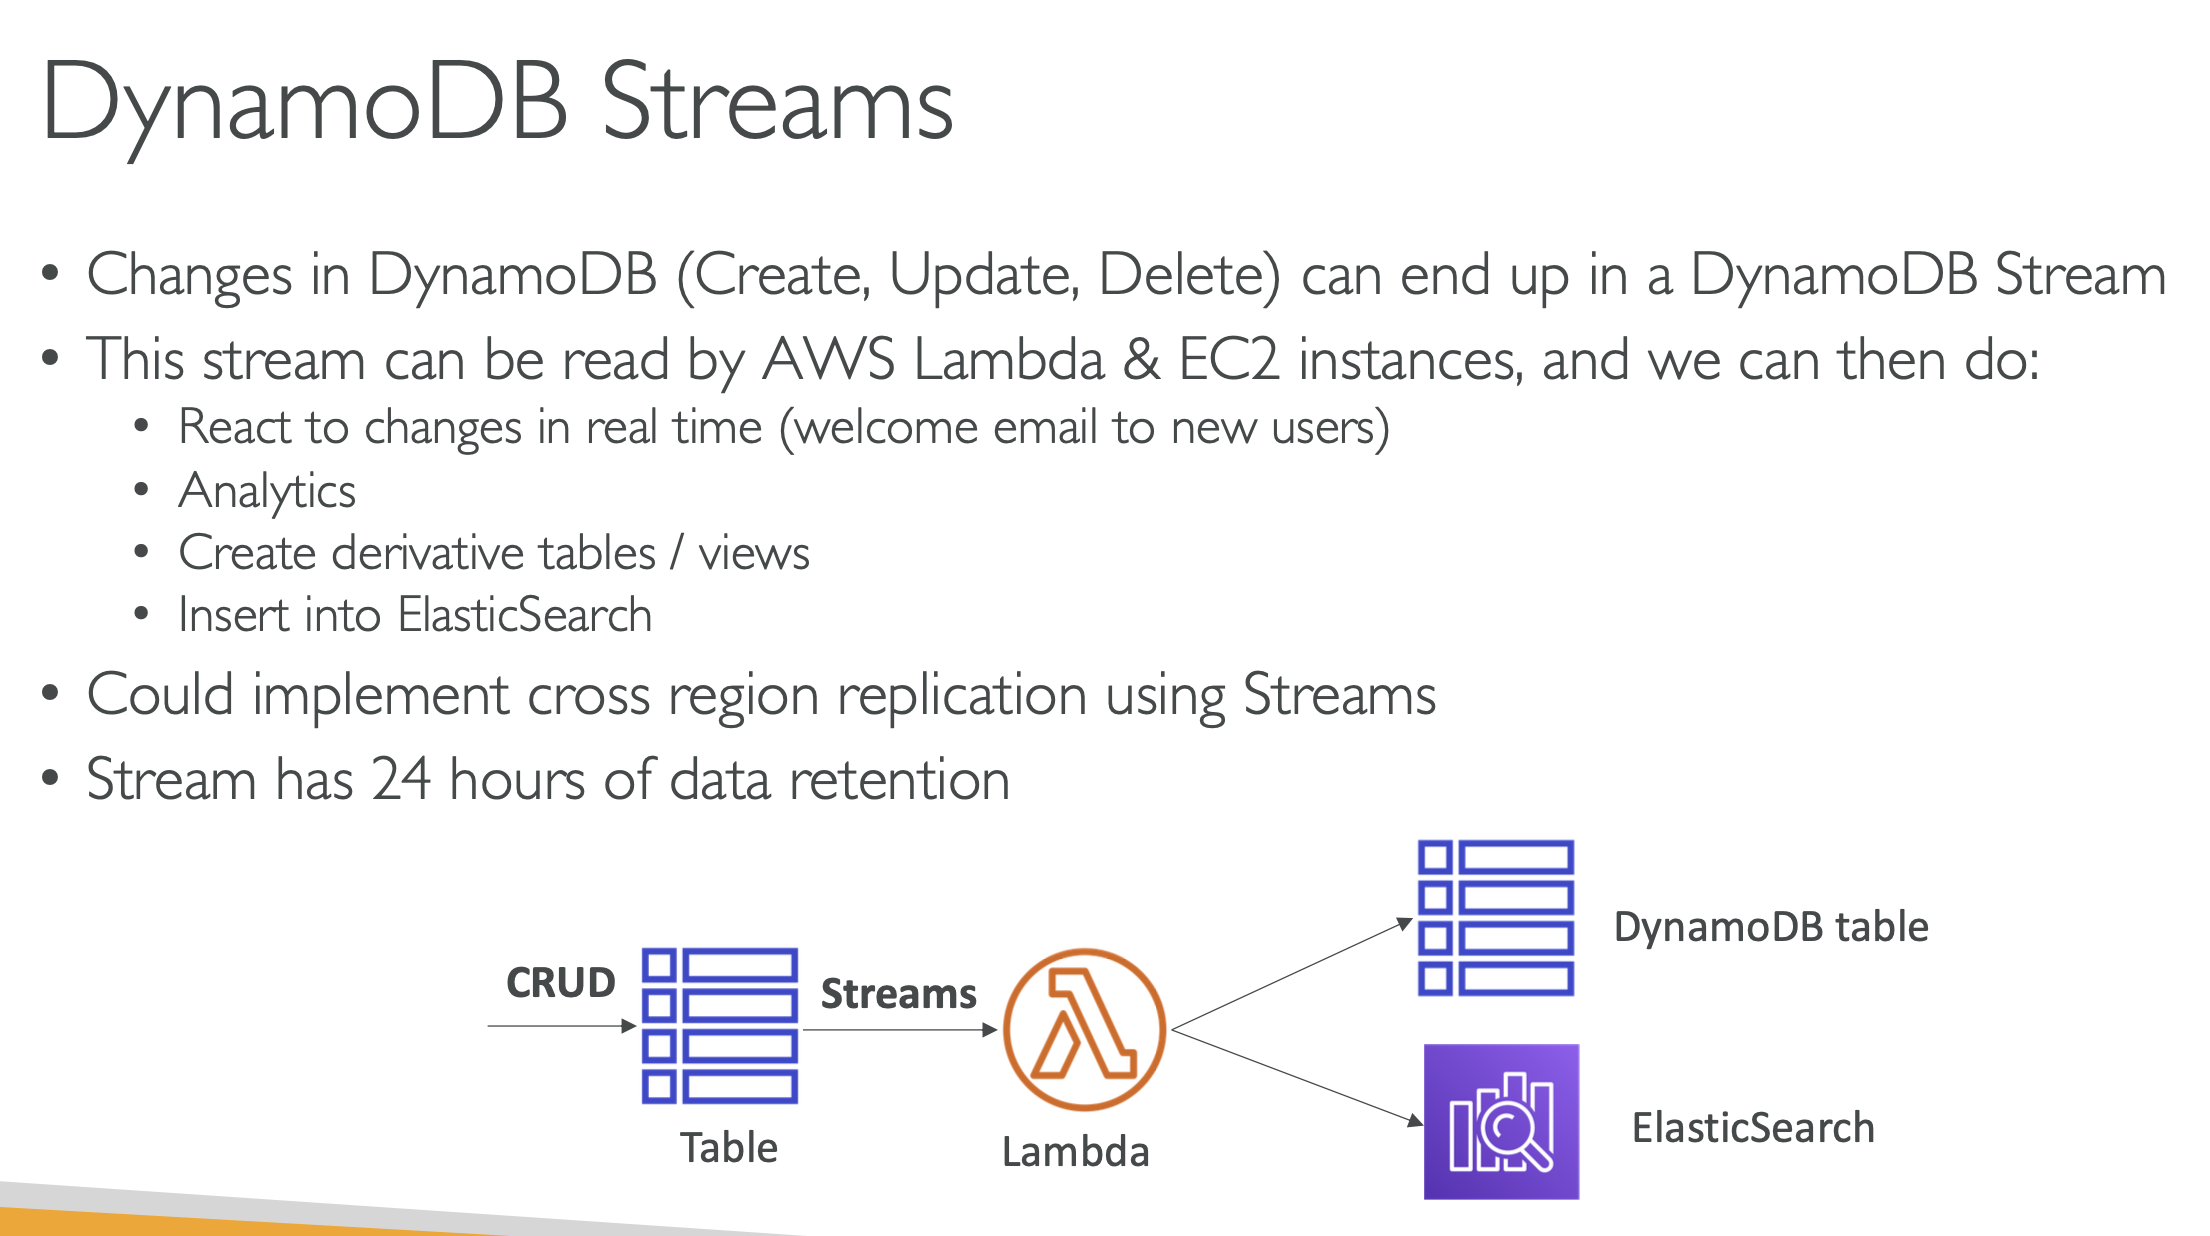 DynamoDB Streams
• Changes in DynamoDB (Create, Update, Delete) can end up in a DynamoDB Stream
• This stream can be read by AWS Lambda & EC2 instances, and we can then do:
• React to changes in real time (welcome email to new users)
• Analytics
• Create derivative tables / views
• Insert into ElasticSearch
• Could implement cross region replication using Streams
• Stream has 24 hours of data retention
CRUD
Table
Streams
Lambda
DynamoDB table
ElasticSearch